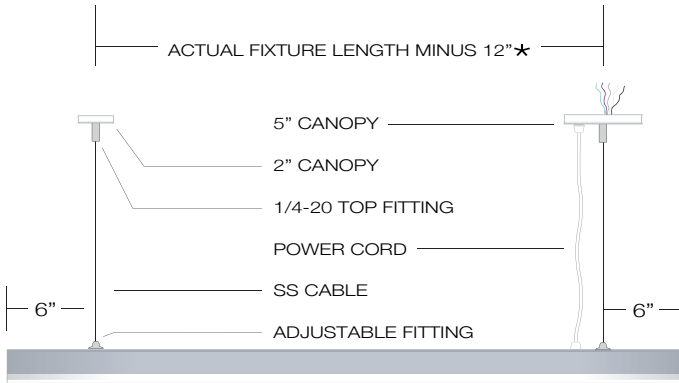 ACTUAL FIXTURE LENGTH MINUS 12”*
5” CANOPY
2” CANOPY
1/4-20 TOP FITTING
POWER CORD
SS CABLE
6”
6”
ADJUSTABLE FITTING